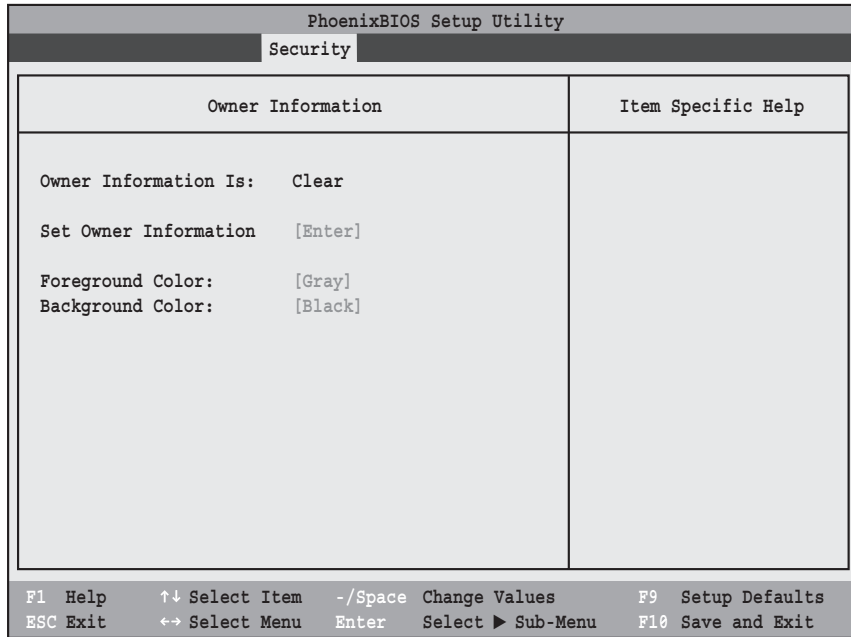 PhoenixBIOS Setup Utility
Security
Owner Information
Item Specific Help
Owner Information Is: Clear
Set Owner Information [Enter]
Foreground Color: [Gray]
Background Color: [Black]
F1 Help ↑↓ Select Item -/Space Change Values F9 Setup Defaults
ESC Exit ←→ Select Menu Enter Select ▶ Sub-Menu F10 Save and Exit